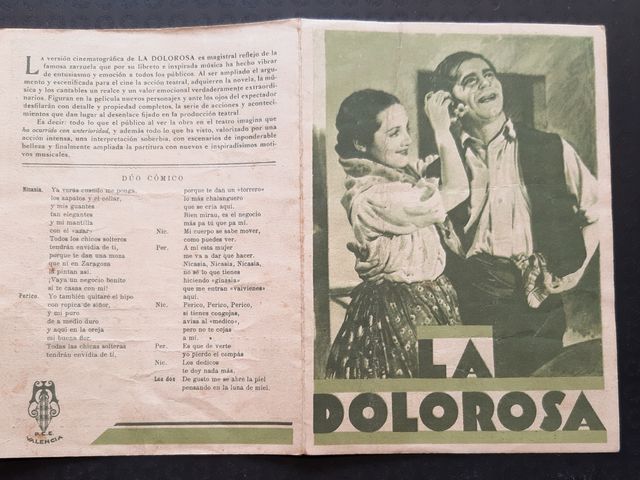 La versión cinematográfica de LA DOLOROSA es magistral reflejo de la
famosa zarzuela que por su libreto e inspirada música ha hecho vibrar
de entusiasmo y emoción a todos los públicos. Al ser ampliado el argu-
mento y escenificada para el cine la acción teatral, adquieren la novela, la mú-
sica y los cantables un realce y un valor emocional verdaderamente extraordi-
narios. Figuran en la película nuevos personajes y ante los ojos del espectador
desfilarán con detalle y propiedad completos, la serie de acciones y aconteci-
mientos que dan lugar al desenlace fijado en la producción teatral.
Es decir: todo lo que el público al ver la obra en el teatro imagina que
ha ocurrido con anterioridad, y además todo lo que ha visto, valorizado por una
acción intensa, una interpretación soberbia, con escenarios de imponderable
belleza y finalmente ampliada la partitura con nuevos e inspiradísimos moti-
vos musicales.
DÚO CÓMICO
Nicasia. Ya verás cuando me ponga,
los zapatos y el collar,
y mis guantes
tan elegantes
y mi mantilla
con el «azar»
Todos los chicos solteros
tendrán envidia de ti,
porque te dan una moza
que ni en Zaragoza
la pintan así.
¡Vaya un negocio bonito
si te casas con mí!
Perico. Yo también quitaré el hipo
con ropica de siñor,
y mi puro
de a medio duro
y aquí en la oreja
mi buena flor.
Todas las chicas solteras
tendrán envidia de ti,
porque te dan un «torrero»
lo más chalanguero
que se cría aquí.
Bien mirau, es el negocio
más pa tú que pa mí.
Nic. Mi cuerpo se sabe mover,
como puedes ver.
Per. A mí esta mujer
me va a dar que hacer.
Nicasia, Nicasia, Nicasia,
no sé lo que tienes
hiciendo «ginasia»
que me entran «vaivienes»
aquí.
Nic. Perico, Perico, Perico,
si tienes congojas,
avisa al «medico»,
pero no te cojas
a mí.
Per. Es que de verte
yo pierdo el compás
Nic. Los dedicos
te doy nada más.
Los dos De gusto me se abre la piel
pensando en la luna de miel.
P.C.E.
VALENCIA
LA
DOLOROSA